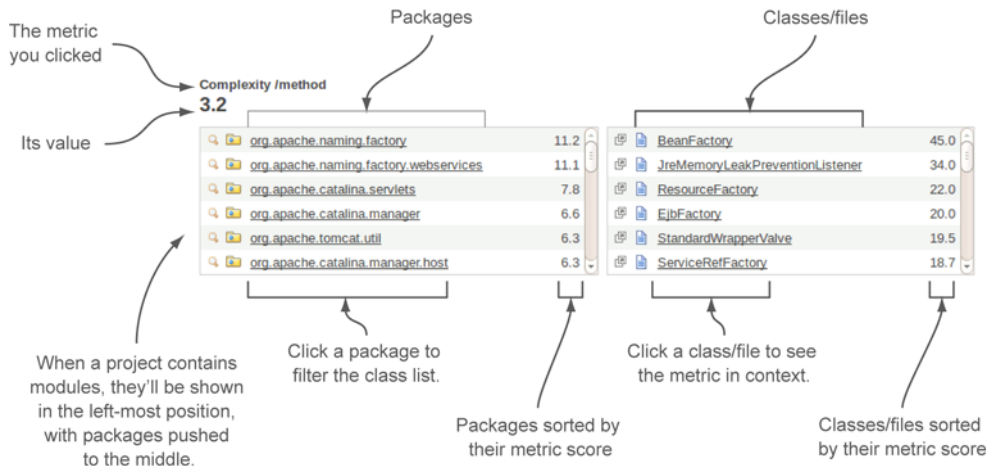 Packages
Classes/files
The metric
you clicked
Complexity /method
3.2
Its value
org.apache.naming.factory 11.2
org.apache.naming.factory.webservices 11.1
org.apache.catalina.servlets 7.8
org.apache.catalina.manager 6.6
org.apache.tomcat.util 6.3
org.apache.catalina.manager.host 6.3
BeanFactory 45.0
JreMemoryLeakPreventionListener 34.0
ResourceFactory 22.0
EjbFactory 20.0
StandardWrapperValve 19.5
ServiceRefFactory 18.7
When a project contains
modules, they'll be shown
in the left-most position,
with packages pushed
to the middle.
Click a package to
filter the class list.
Packages sorted by
their metric score
Click a class/file to see
the metric in context.
Classes/files sorted
by their metric score